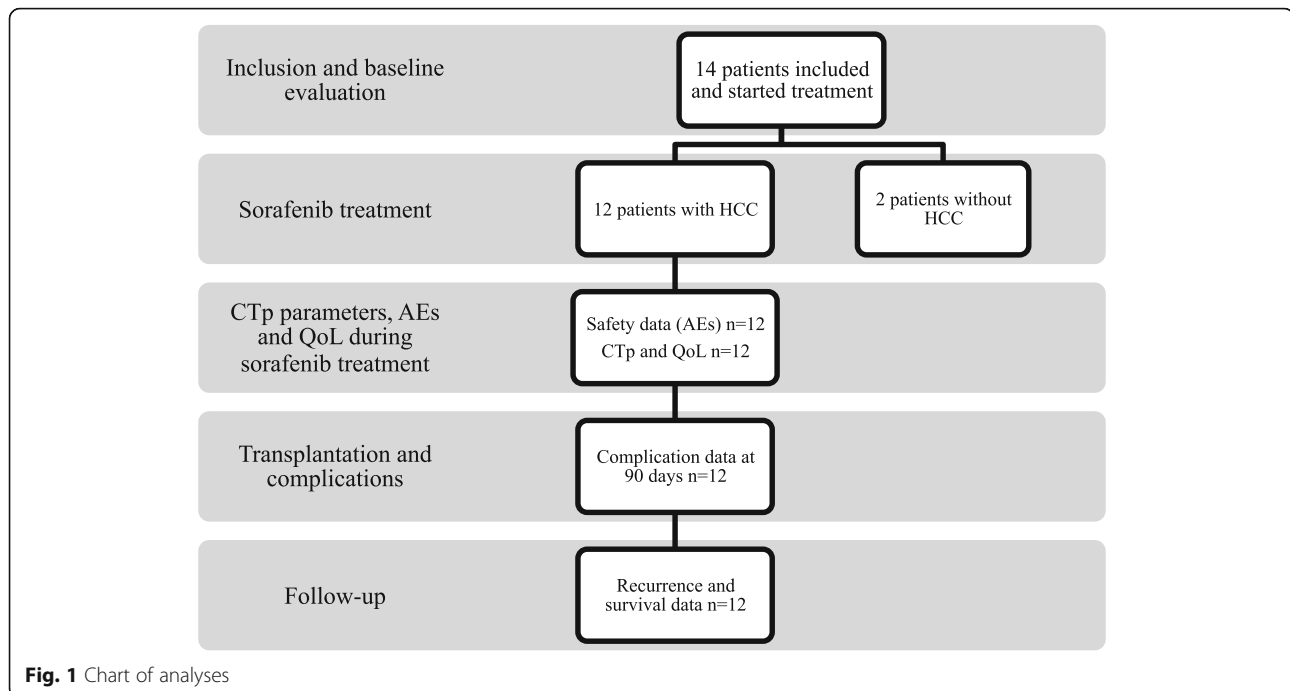 Inclusion and baseline
evaluation
14 patients included
and started treatment
Sorafenib treatment
12 patients with HCC
2 patients without
HCC
CTp parameters, AEs
and QoL during
sorafenib treatment
Safety data (AEs) n=12
CTp and QoL n=12
Transplantation and
complications
Complication data at
90 days n=12
Follow-up
Recurrence and
survival data n=12
Fig. 1 Chart of analyses